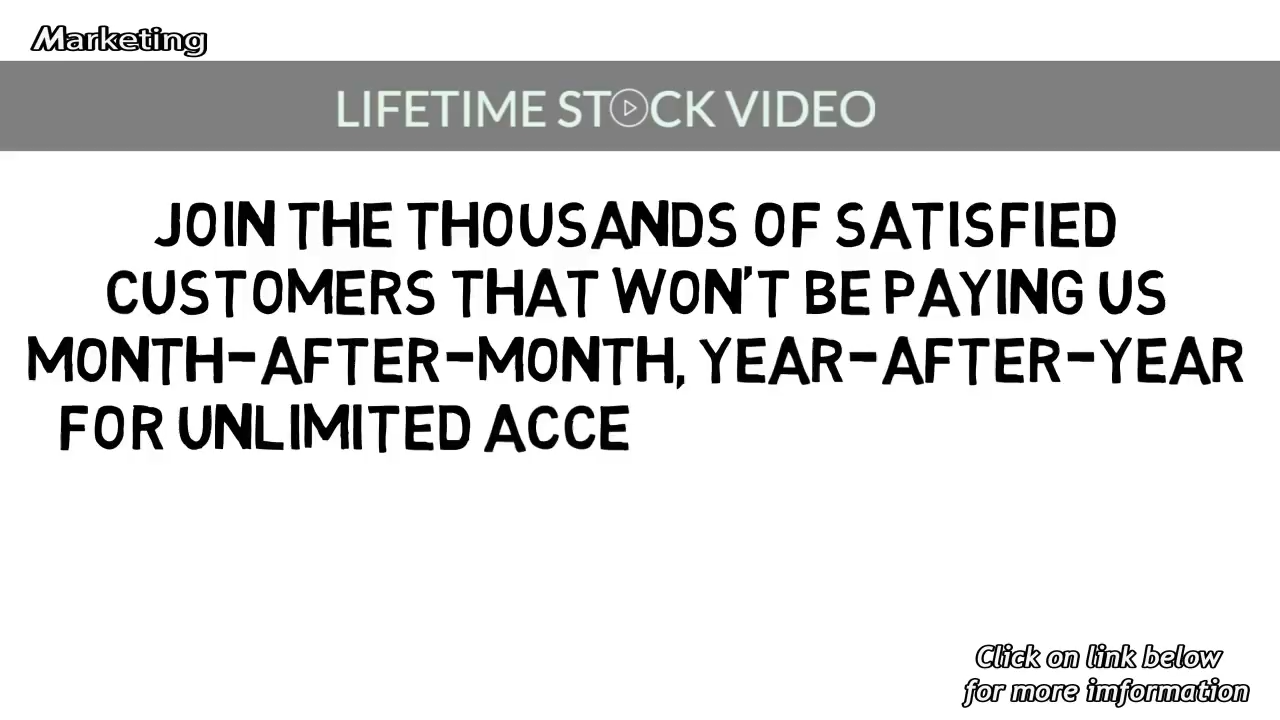 Marketing
LIFETIME STOCK VIDEO
JOIN THE THOUSANDS OF SATISFIED
CUSTOMERS THAT WON'T BE PAYING US
MONTH-AFTER-MONTH, YEAR-AFTER-YEAR
FOR UNLIMITED ACCE
Click on link below
for more imformation